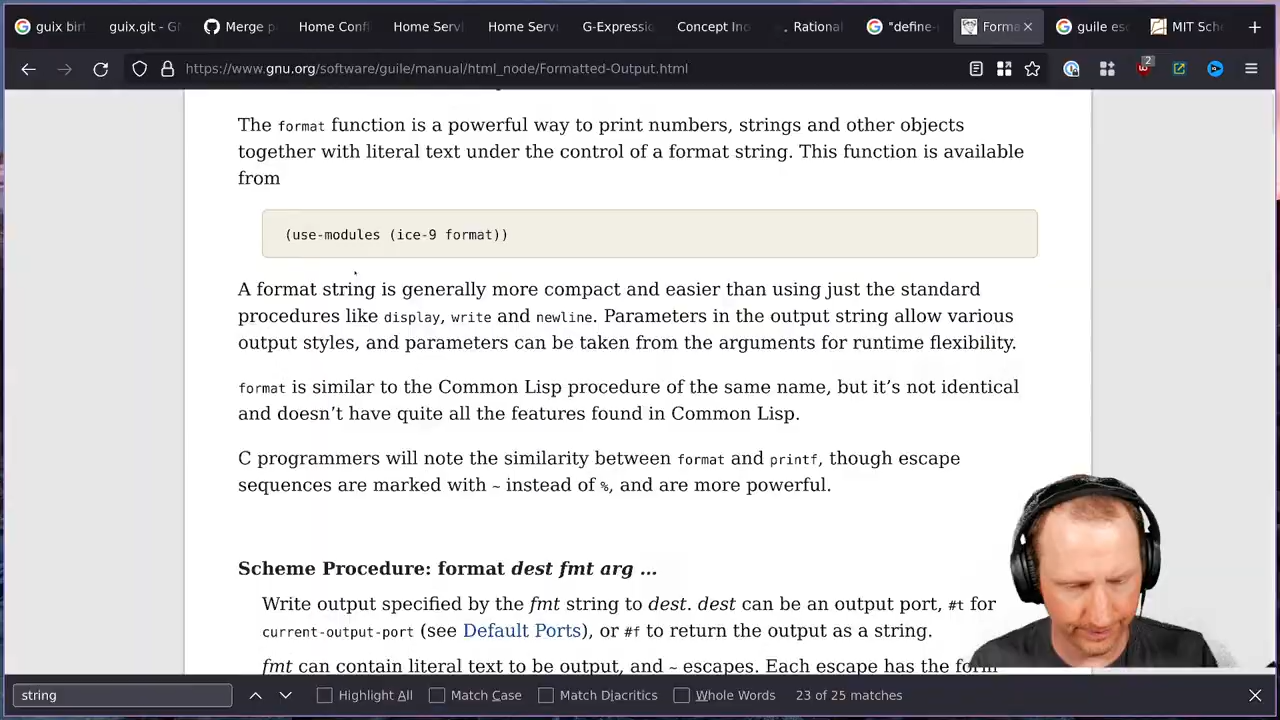 guix birt
guix.git - GN
Merge p
Home Conf
Home Serv
Home Serv
G-Expressio
Concept Ind
Rational
"define-
Forma
guile esc
MIT Sche
https://www.gnu.org/software/guile/manual/html_node/Formatted-Output.html
2
The format function is a powerful way to print numbers, strings and other objects
together with literal text under the control of a format string. This function is available
from
(use-modules (ice-9 format))
A format string is generally more compact and easier than using just the standard
procedures like display, write and newline. Parameters in the output string allow various
output styles, and parameters can be taken from the arguments for runtime flexibility.
format is similar to the Common Lisp procedure of the same name, but it’s not identical
and doesn’t have quite all the features found in Common Lisp.
C programmers will note the similarity between format and printf, though escape
sequences are marked with ~ instead of %, and are more powerful.
Scheme Procedure: format dest fmt arg …
Write output specified by the fmt string to dest. dest can be an output port, #t for
current-output-port (see Default Ports), or #f to return the output as a string.
fmt can contain literal text to be output, and ~ escapes. Each escape has the form
string
Highlight All
Match Case
Match Diacritics
Whole Words
23 of 25 matches